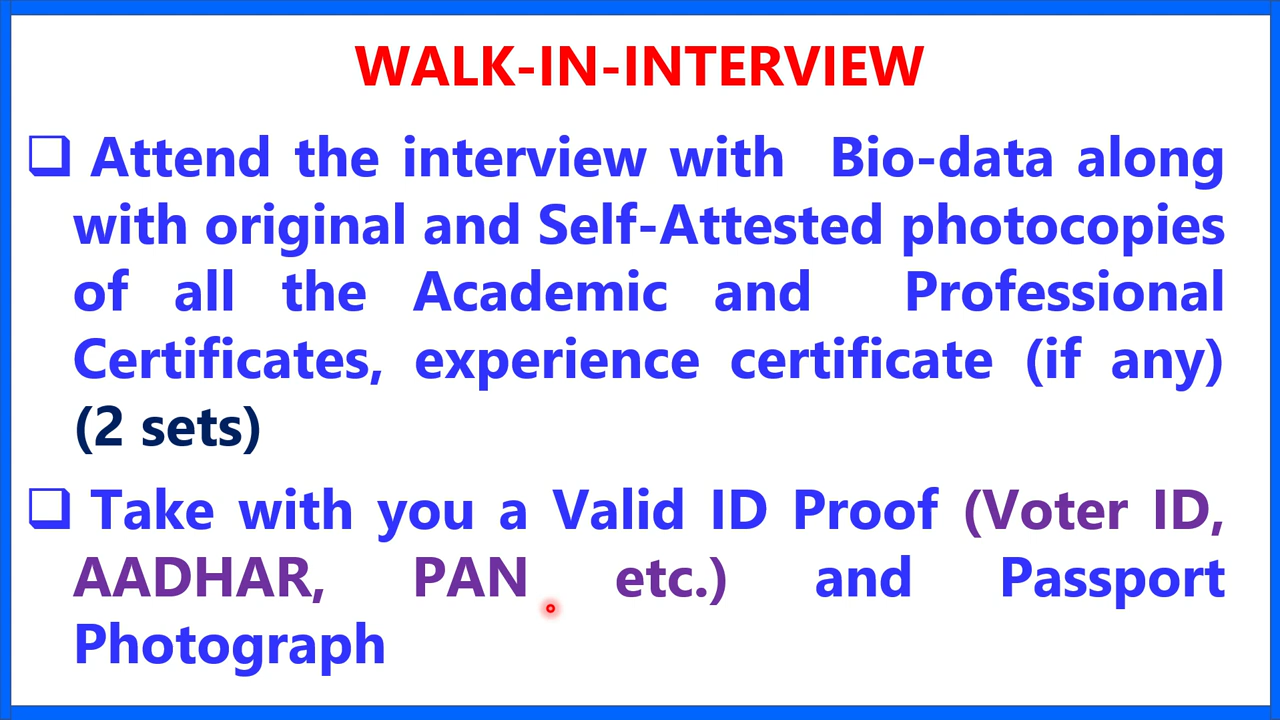 WALK-IN-INTERVIEW
❑ Attend the interview with Bio-data along
with original and Self-Attested photocopies
of all the Academic and Professional
Certificates, experience certificate (if any)
(2 sets)
❑ Take with you a Valid ID Proof (Voter ID,
AADHAR, PAN etc.) and Passport
Photograph